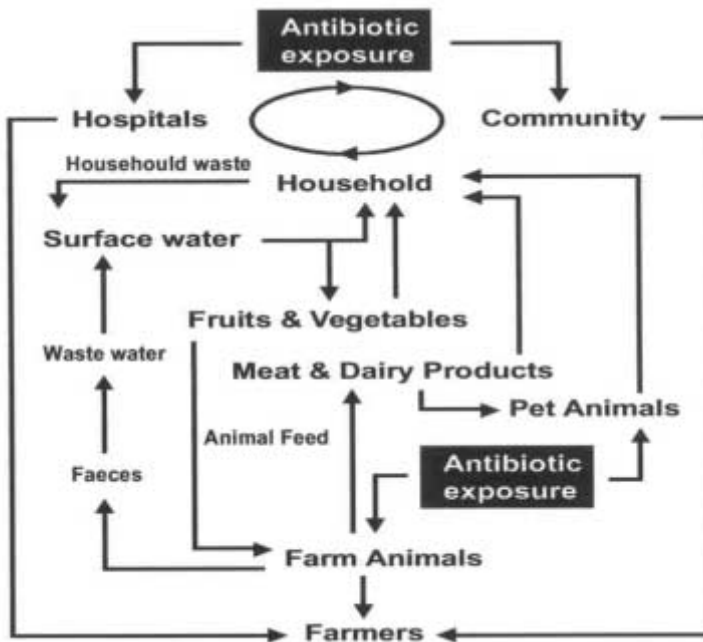 Antibiotic
exposure
Hospitals
Community
Househould waste
Household
Surface water
Fruits & Vegetables
Waste water
Meat & Dairy Products
Pet Animals
Animal Feed
Antibiotic
exposure
Faeces
Farm Animals
Farmers